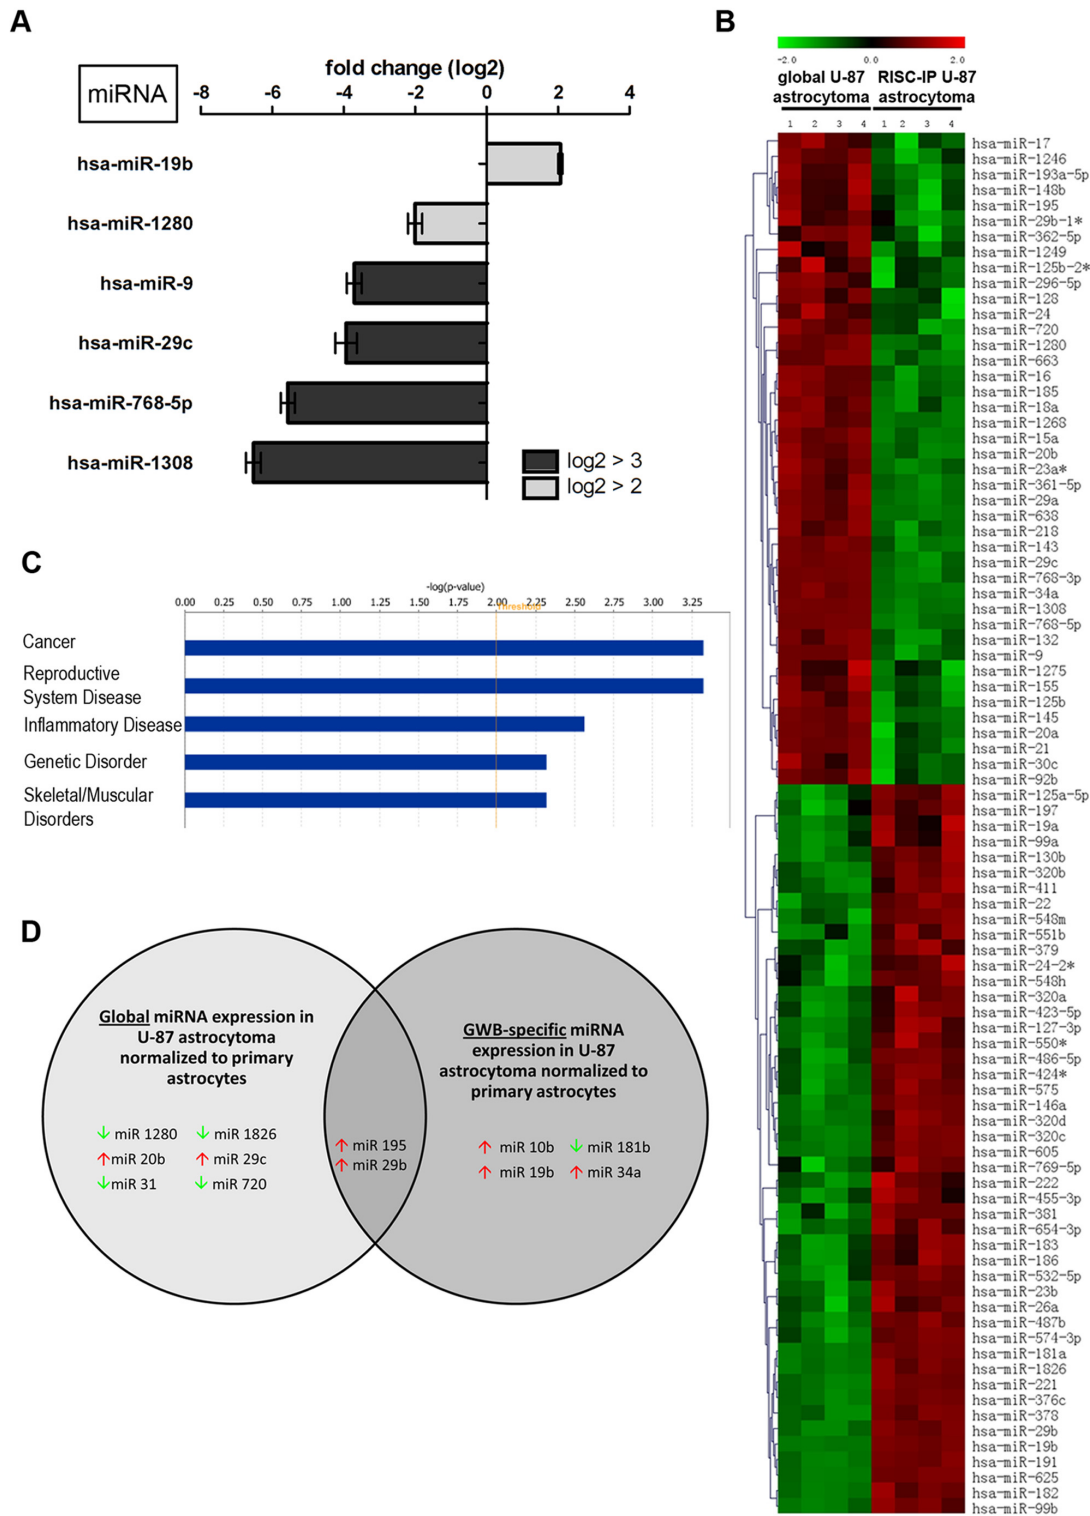 A
fold change (log2)
miRNA
-8 -6 -4 -2 0 2 4
hsa-miR-19b
hsa-miR-1280
hsa-miR-9
hsa-miR-29c
hsa-miR-768-5p
hsa-miR-1308
log2 > 3
log2 > 2
B
-2.0 0.0 2.0
global U-87 RISC-IP U-87
astrocytoma astrocytoma
1 2 3 4 1 2 3 4
hsa-miR-17
hsa-miR-1246
hsa-miR-193a-5p
hsa-miR-148b
hsa-miR-195
hsa-miR-29b-1*
hsa-miR-362-5p
hsa-miR-1249
hsa-miR-125b-2*
hsa-miR-296-5p
hsa-miR-128
hsa-miR-24
hsa-miR-720
hsa-miR-1280
hsa-miR-663
hsa-miR-16
hsa-miR-185
hsa-miR-18a
hsa-miR-1268
hsa-miR-15a
hsa-miR-20b
hsa-miR-23a*
hsa-miR-361-5p
hsa-miR-29a
hsa-miR-638
hsa-miR-218
hsa-miR-143
hsa-miR-29c
hsa-miR-768-3p
hsa-miR-34a
hsa-miR-1308
hsa-miR-768-5p
hsa-miR-132
hsa-miR-9
hsa-miR-1275
hsa-miR-155
hsa-miR-125b
hsa-miR-145
hsa-miR-20a
hsa-miR-21
hsa-miR-30c
hsa-miR-92b
hsa-miR-125a-5p
hsa-miR-197
hsa-miR-19a
hsa-miR-99a
hsa-miR-130b
hsa-miR-320b
hsa-miR-411
hsa-miR-22
hsa-miR-548m
hsa-miR-551b
hsa-miR-379
hsa-miR-24-2*
hsa-miR-548h
hsa-miR-320a
hsa-miR-423-5p
hsa-miR-127-3p
hsa-miR-550*
hsa-miR-486-5p
hsa-miR-424*
hsa-miR-575
hsa-miR-146a
hsa-miR-320d
hsa-miR-320c
hsa-miR-605
hsa-miR-769-5p
hsa-miR-222
hsa-miR-455-3p
hsa-miR-381
hsa-miR-654-3p
hsa-miR-183
hsa-miR-186
hsa-miR-532-5p
hsa-miR-23b
hsa-miR-26a
hsa-miR-487b
hsa-miR-574-3p
hsa-miR-181a
hsa-miR-1826
hsa-miR-221
hsa-miR-376c
hsa-miR-378
hsa-miR-29b
hsa-miR-19b
hsa-miR-191
hsa-miR-625
hsa-miR-182
hsa-miR-99b
C
-log(p-value)
0.00 0.25 0.50 0.75 1.00 1.25 1.50 1.75 2.00 2.25 2.50 2.75 3.00 3.25
Threshold
Cancer
Reproductive
System Disease
Inflammatory Disease
Genetic Disorder
Skeletal/Muscular
Disorders
D
Global miRNA expression in
U-87 astrocytoma
normalized to primary
astrocytes
↓ miR 1280 ↓ miR 1826
↑ miR 20b ↑ miR 29c
↓ miR 31 ↓ miR 720
↑ miR 195
↑ miR 29b
GWB-specific miRNA
expression in U-87
astrocytoma normalized to
primary astrocytes
↑ miR 10b ↓ miR 181b
↑ miR 19b ↑ miR 34a